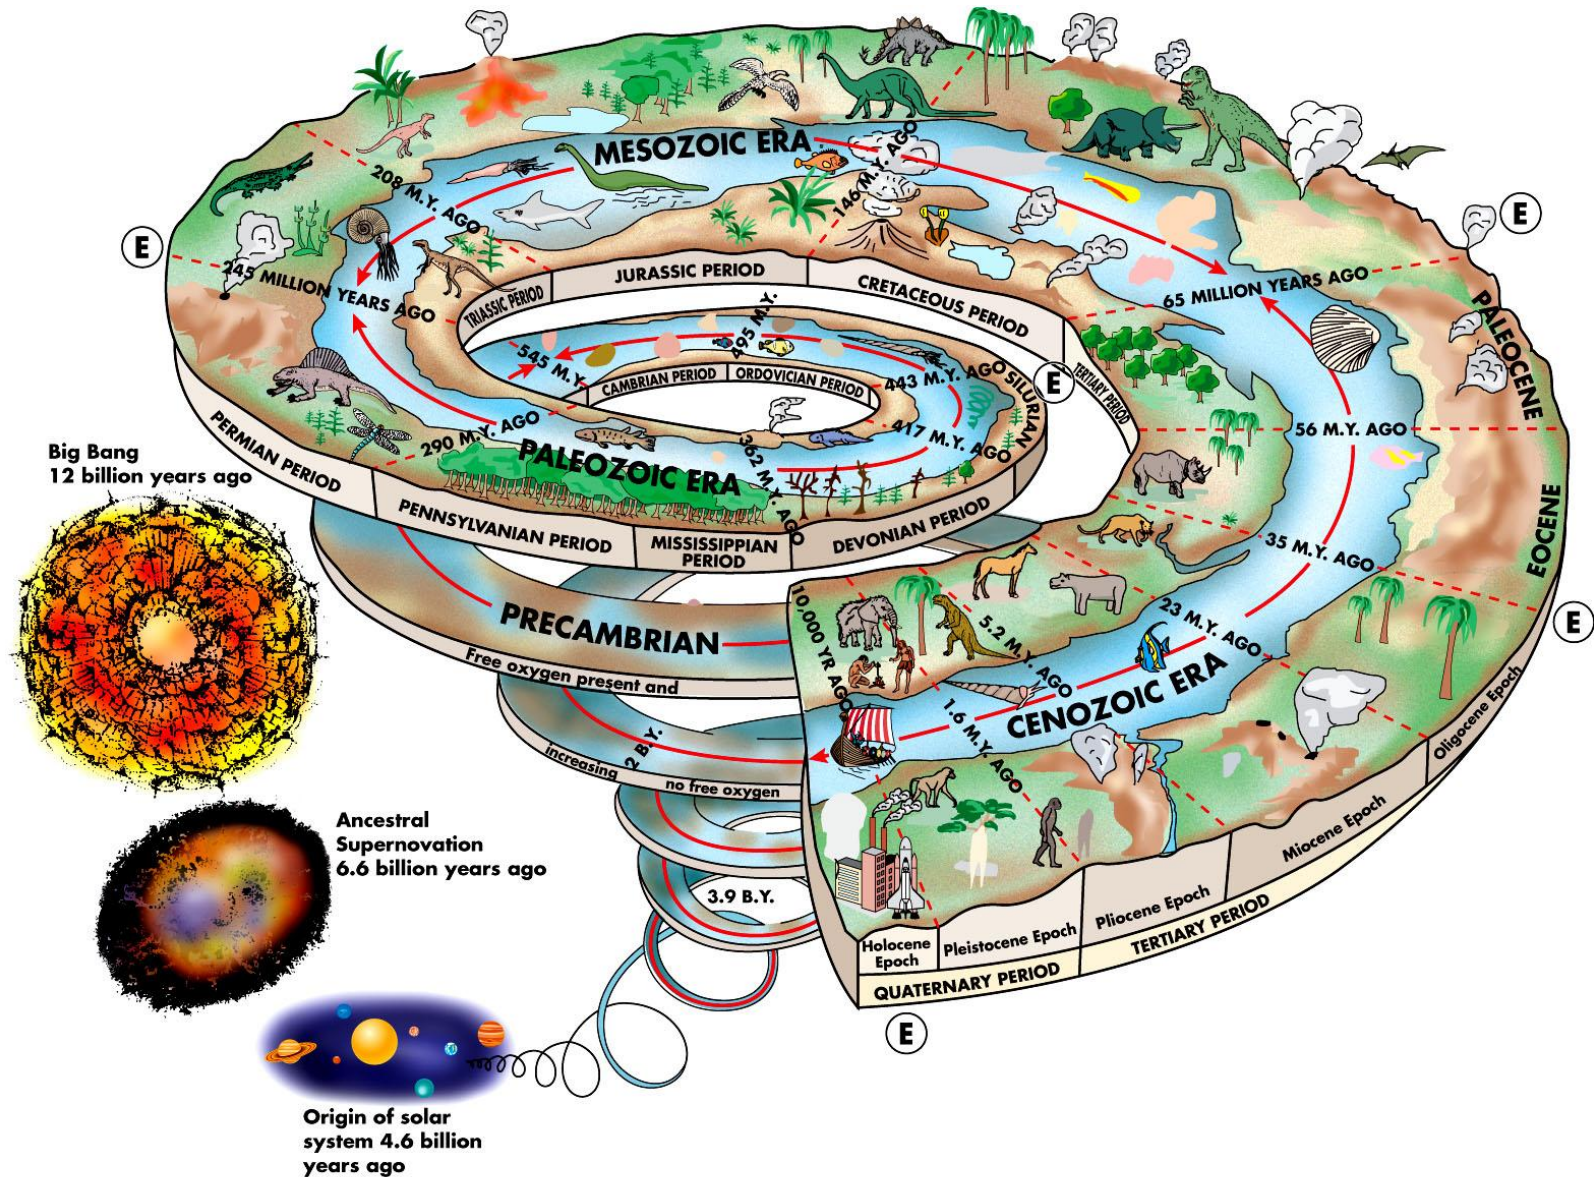 Big Bang
12 billion years ago
Ancestral
Supernovation
6.6 billion years ago
Origin of solar
system 4.6 billion
years ago
3.9 B.Y.
no free oxygen
2 B.Y.
increasing
Free oxygen present and
PRECAMBRIAN
545 M.Y.
CAMBRIAN PERIOD
495 M.Y.
ORDOVICIAN PERIOD
443 M.Y. AGO
SILURIAN
E
417 M.Y. AGO
DEVONIAN PERIOD
362 M.Y. AGO
PALEOZOIC ERA
MISSISSIPPIAN
PERIOD
PENNSYLVANIAN PERIOD
290 M.Y. AGO
PERMIAN PERIOD
E
245 MILLION YEARS AGO
TRIASSIC PERIOD
208 M.Y. AGO
MESOZOIC ERA
JURASSIC PERIOD
146 M.Y. AGO
CRETACEOUS PERIOD
E
65 MILLION YEARS AGO
TERTIARY PERIOD
PALEOCENE
56 M.Y. AGO
EOCENE
35 M.Y. AGO
E
Oligocene Epoch
23 M.Y. AGO
CENOZOIC ERA
Miocene Epoch
5.2 M.Y. AGO
Pliocene Epoch
TERTIARY PERIOD
1.6 M.Y. AGO
Pleistocene Epoch
10,000 YR AGO
Holocene
Epoch
QUATERNARY PERIOD
E